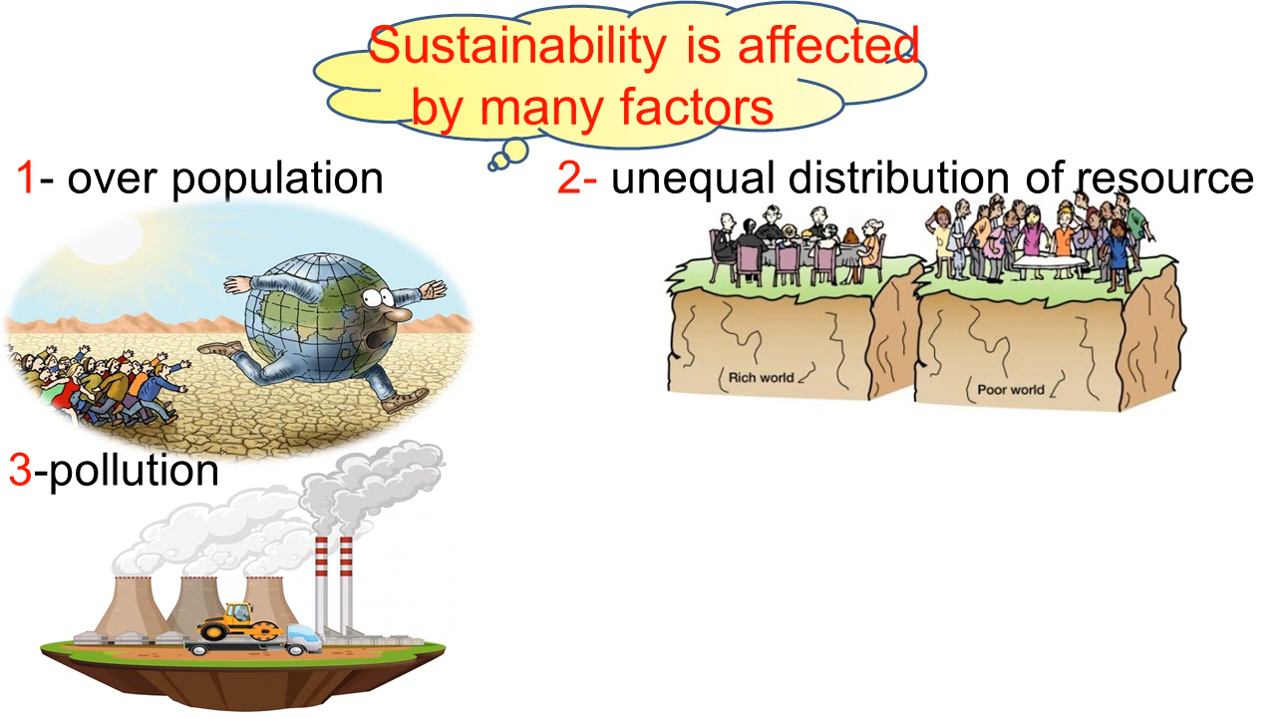 Sustainability is affected
by many factors
1- over population
2- unequal distribution of resource
Rich world
Poor world
3-pollution